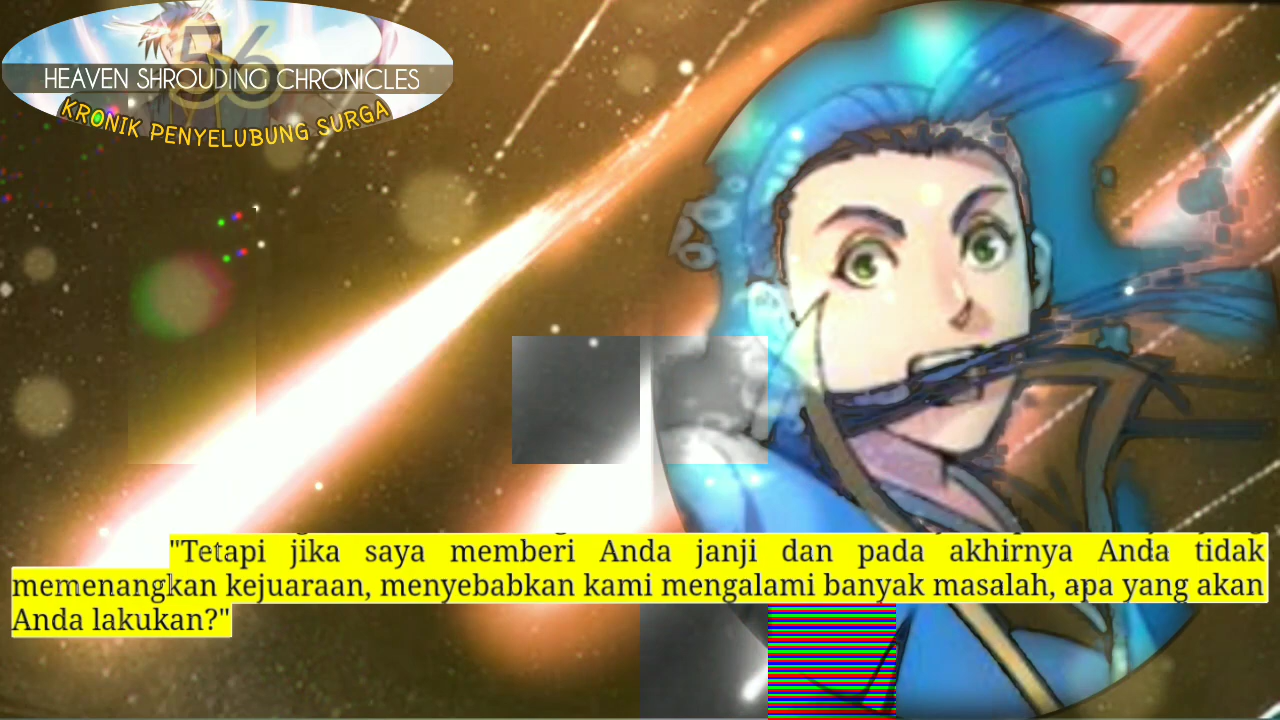 56
HEAVEN SHROUDING CHRONICLES
KRONIK PENYELUBUNG SURGA
"Tetapi jika saya memberi Anda janji dan pada akhirnya Anda tidak
memenangkan kejuaraan, menyebabkan kami mengalami banyak masalah, apa yang akan
Anda lakukan?"